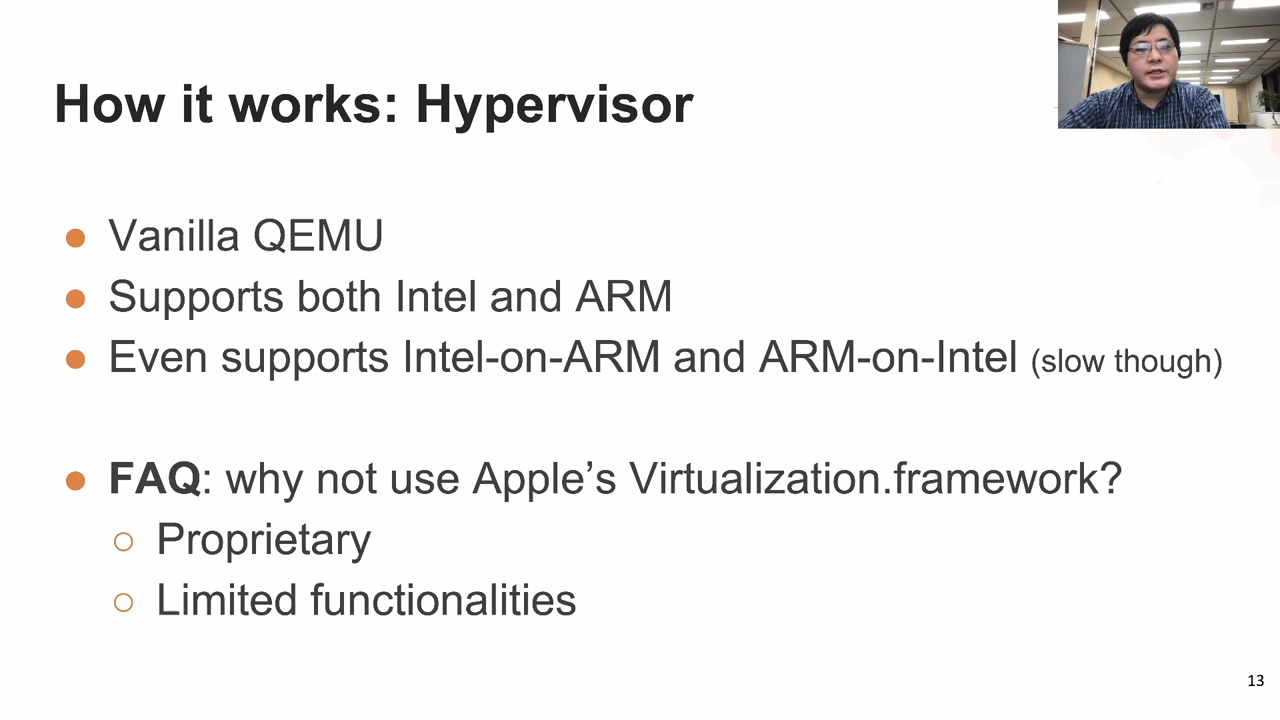 How it works: Hypervisor
● Vanilla QEMU
● Supports both Intel and ARM
● Even supports Intel-on-ARM and ARM-on-Intel (slow though)
● FAQ: why not use Apple’s Virtualization.framework?
○ Proprietary
○ Limited functionalities
13